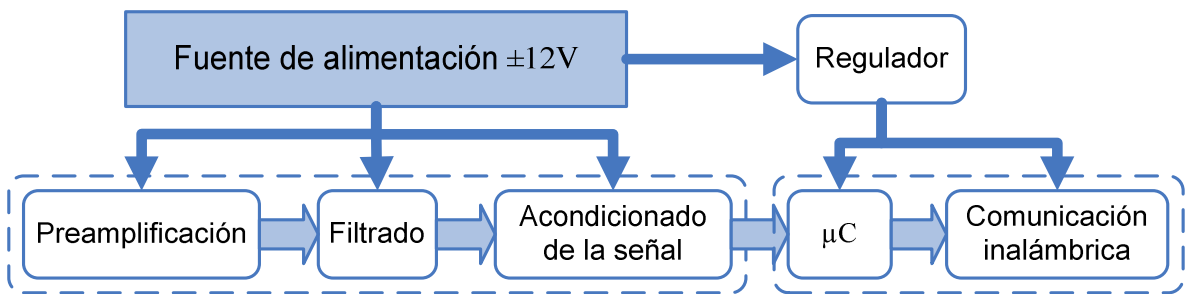 Fuente de alimentación ±12V
Regulador
Preamplificación
Filtrado
Acondicionado
de la señal
µC
Comunicación
inalámbrica